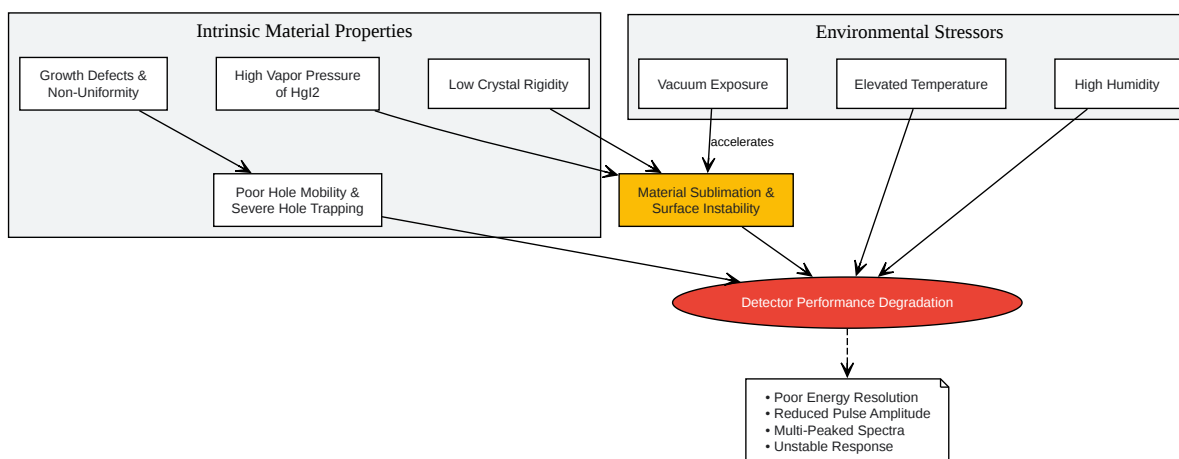 Intrinsic Material Properties
Environmental Stressors
Growth Defects &
Non-Uniformity
High Vapor Pressure
of HgI2
Low Crystal Rigidity
Vacuum Exposure
Elevated Temperature
High Humidity
accelerates
Poor Hole Mobility &
Severe Hole Trapping
Material Sublimation &
Surface Instability
Detector Performance Degradation
• Poor Energy Resolution
• Reduced Pulse Amplitude
• Multi-Peaked Spectra
• Unstable Response